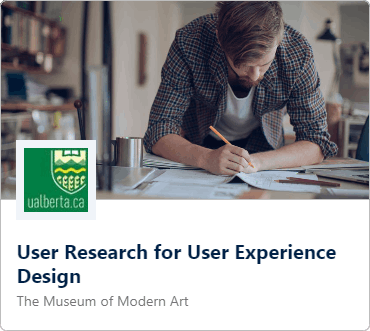 ualberta.ca
User Research for User Experience
Design
The Museum of Modern Art